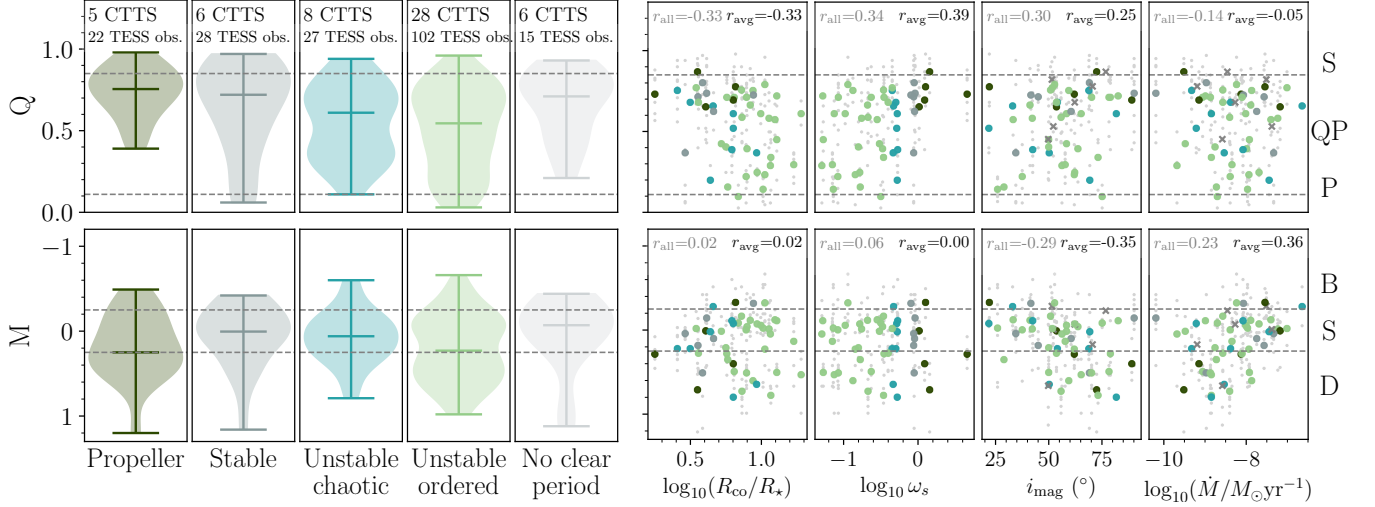 5 CTTS
22 TESS obs.
6 CTTS
28 TESS obs.
8 CTTS
27 TESS obs.
28 CTTS
102 TESS obs.
6 CTTS
15 TESS obs.
Q
1.0
0.5
0.0
M
−1
0
1
Propeller
Stable
Unstable
chaotic
Unstable
ordered
No clear
period
r_all=-0.33 r_avg=-0.33
r_all=0.34 r_avg=0.39
r_all=0.30 r_avg=0.25
r_all=-0.14 r_avg=-0.05
S
QP
P
r_all=0.02 r_avg=0.02
r_all=0.06 r_avg=0.00
r_all=-0.29 r_avg=-0.35
r_all=0.23 r_avg=0.36
B
S
D
0.5 1.0
log₁₀(R_co/R⋆)
−1 0
log₁₀ ω_s
25 50 75
i_mag (°)
−10 −8
log₁₀(Ṁ/M⊙yr⁻¹)